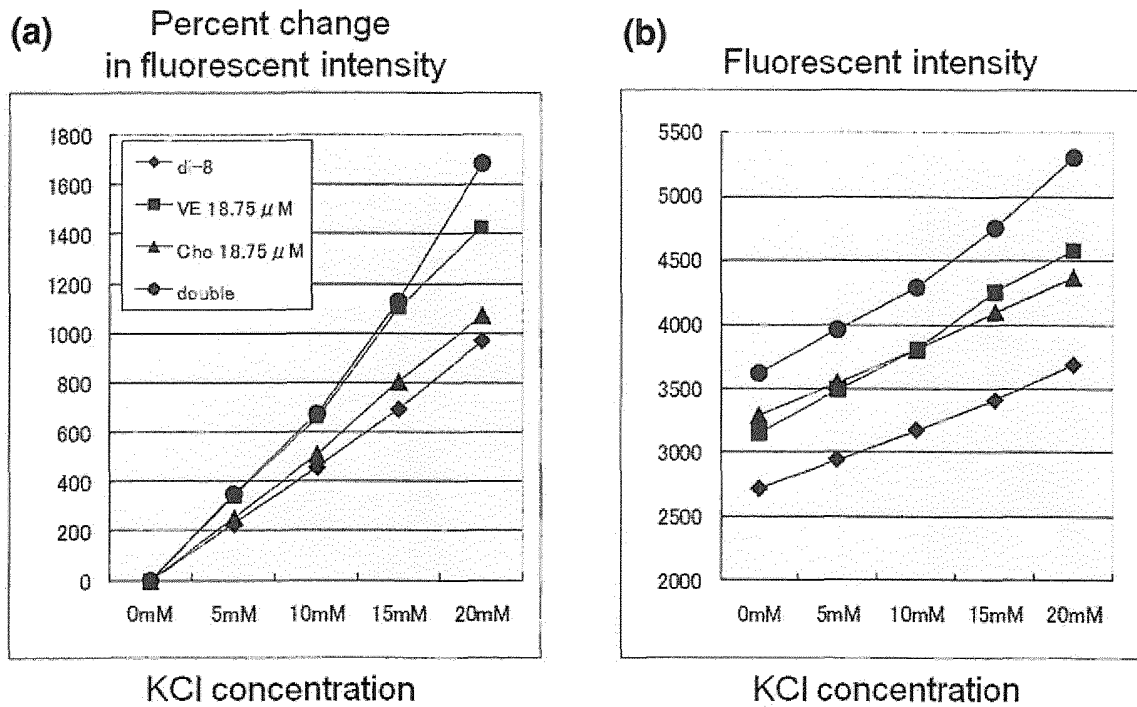 (a) Percent change
in fluorescent intensity
1800
1600
1400
1200
1000
800
600
400
200
0
di-8
VE 18.75 μM
Cho 18.75 μM
double
0mM 5mM 10mM 15mM 20mM
KCl concentration
(b) Fluorescent intensity
5500
5000
4500
4000
3500
3000
2500
2000
0mM 5mM 10mM 15mM 20mM
KCl concentration